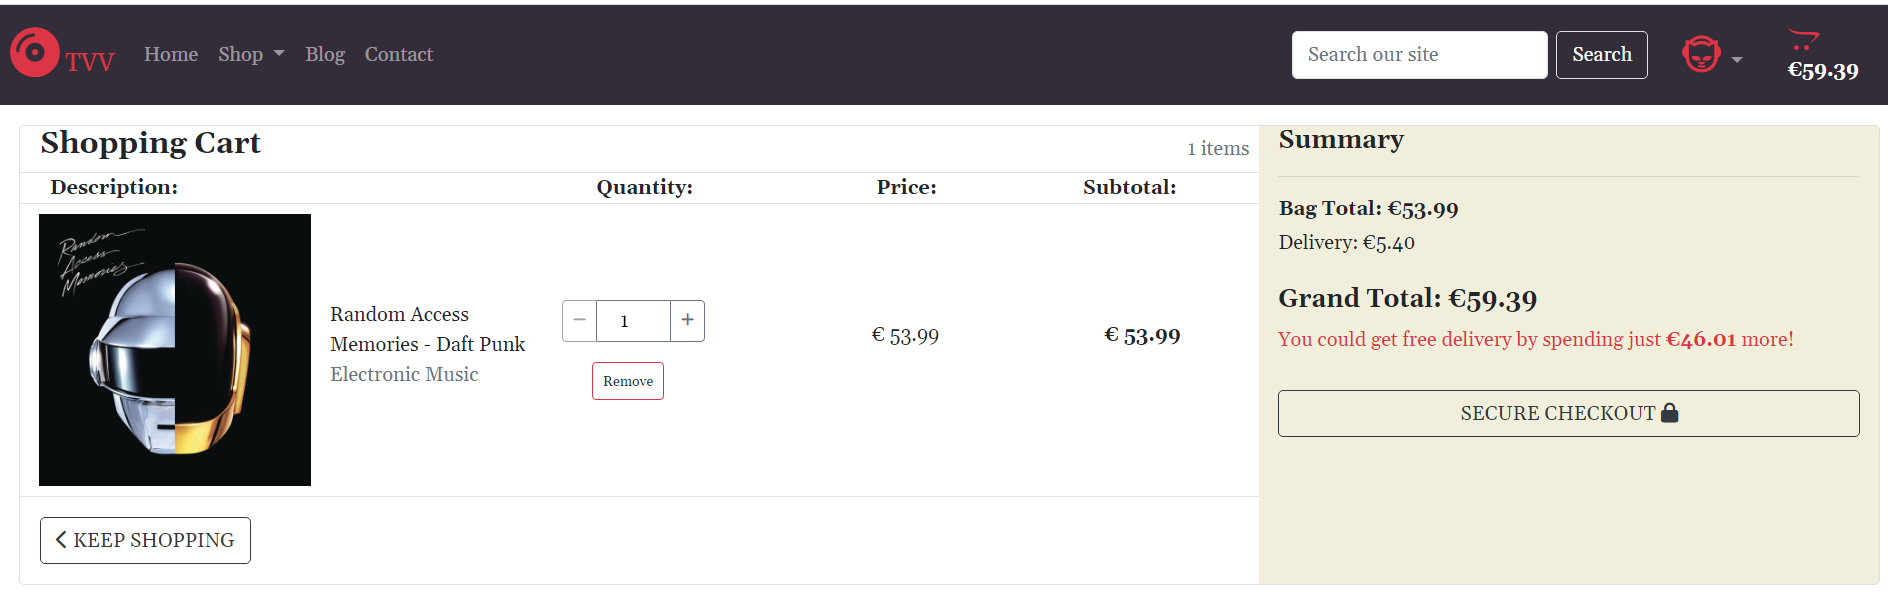 TVV Home Shop Blog Contact Search our site Search €59.39
Shopping Cart
1 items
Description: Quantity: Price: Subtotal:
Random Access Memories
Random Access
Memories - Daft Punk
Electronic Music
− 1 +
Remove
€ 53.99
€ 53.99
KEEP SHOPPING
Summary
Bag Total: €53.99
Delivery: €5.40
Grand Total: €59.39
You could get free delivery by spending just €46.01 more!
SECURE CHECKOUT